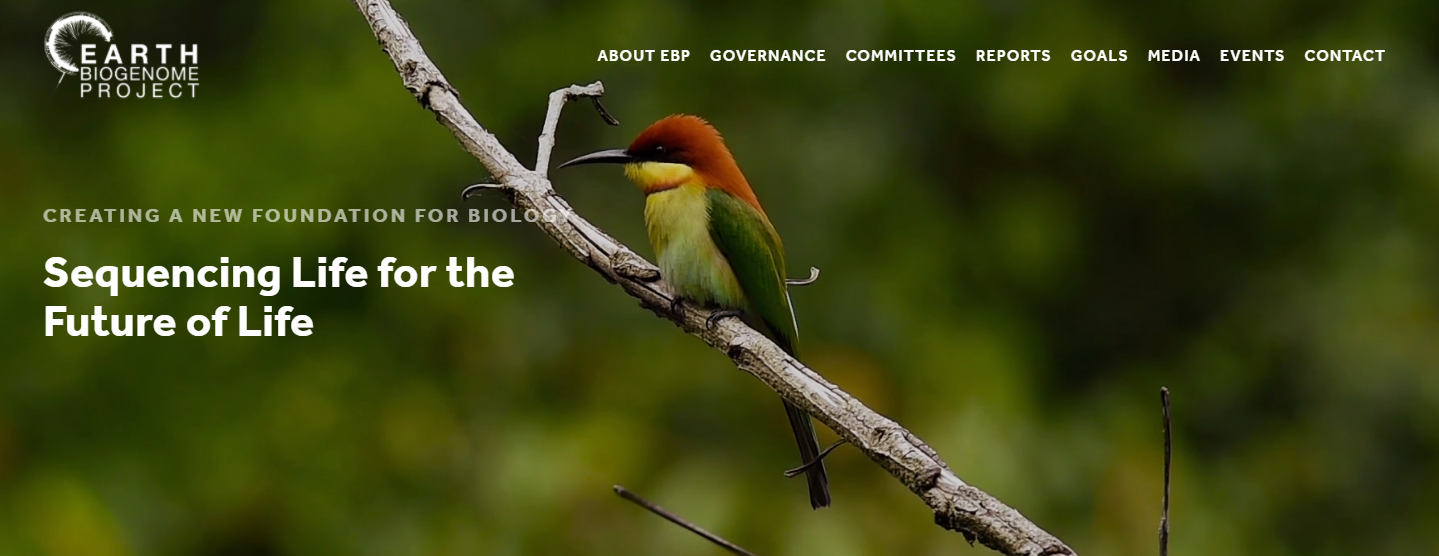 EARTH
BIOGENOME
PROJECT
ABOUT EBP GOVERNANCE COMMITTEES REPORTS GOALS MEDIA EVENTS CONTACT
CREATING A NEW FOUNDATION FOR BIOLOGY
Sequencing Life for the
Future of Life